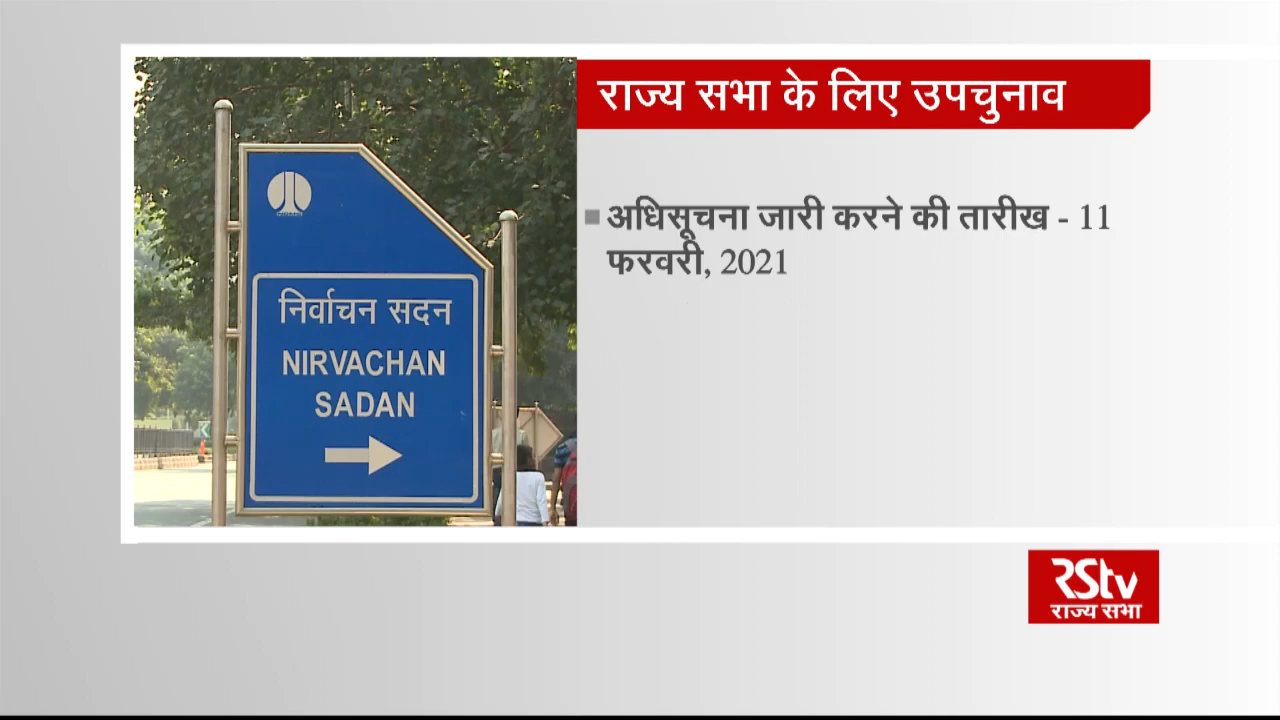 राज्य सभा के लिए उपचुनाव
अधिसूचना जारी करने की तारीख - 11
फरवरी, 2021
निर्वाचन सदन
NIRVACHAN
SADAN
RStv
राज्य सभा